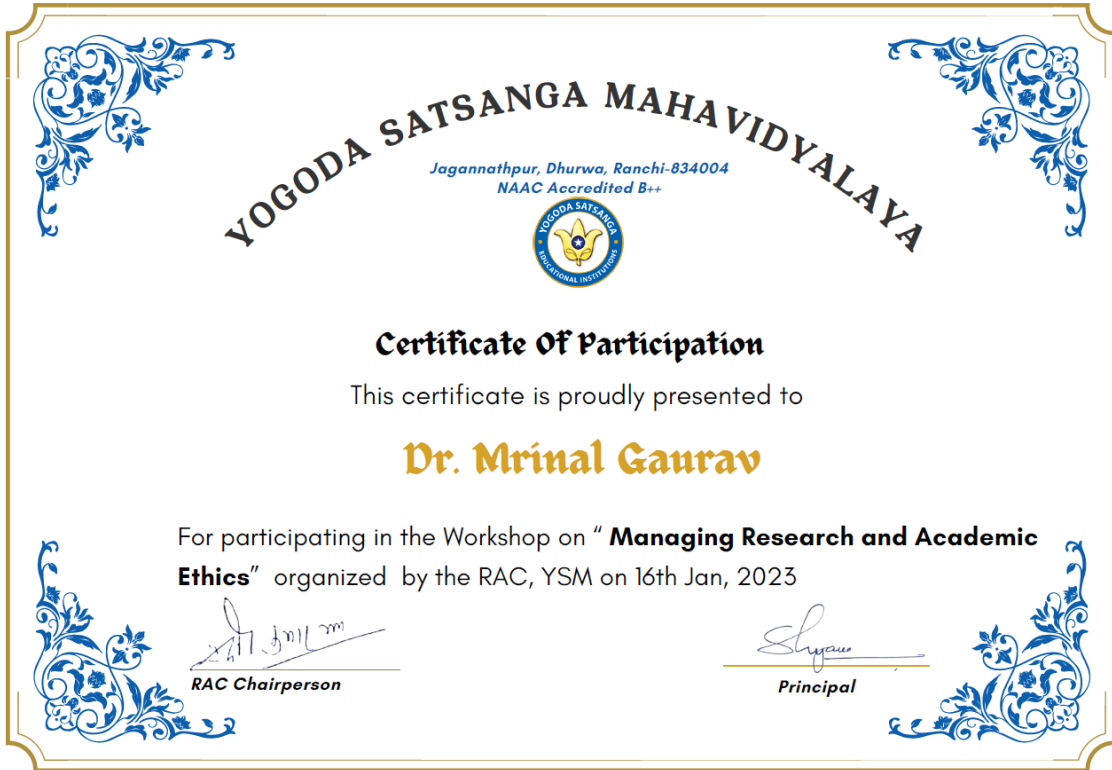 YOGODA SATSANGA MAHAVIDYALAYA
Jagannathpur, Dhurwa, Ranchi-834004
NAAC Accredited B++
YOGODA SATSANGA
EDUCATIONAL INSTITUTIONS
Certificate Of Participation
This certificate is proudly presented to
Dr. Mrinal Gaurav
For participating in the Workshop on “ Managing Research and Academic
Ethics” organized by the RAC, YSM on 16th Jan, 2023
RAC Chairperson
Principal